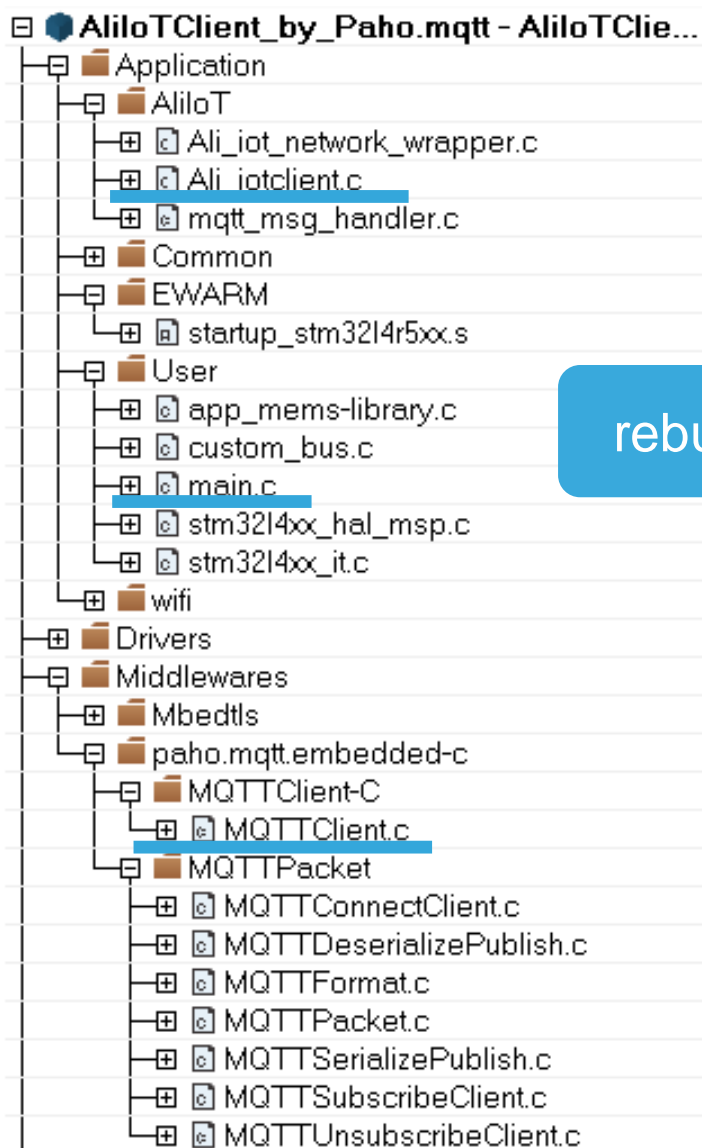 AliIoTClient_by_Paho.mqtt - AliIoTClie...
Application
AliIoT
Ali_iot_network_wrapper.c
Ali_iotclient.c
mqtt_msg_handler.c
Common
EWARM
startup_stm32l4r5xx.s
User
app_mems-library.c
rebu
custom_bus.c
main.c
stm32l4xx_hal_msp.c
stm32l4xx_it.c
wifi
Drivers
Middlewares
Mbedtls
paho.mqtt.embedded-c
MQTTClient-C
MQTTClient.c
MQTTPacket
MQTTConnectClient.c
MQTTDeserializePublish.c
MQTTFormat.c
MQTTPacket.c
MQTTSerializePublish.c
MQTTSubscribeClient.c
MQTTUnsubscribeClient.c